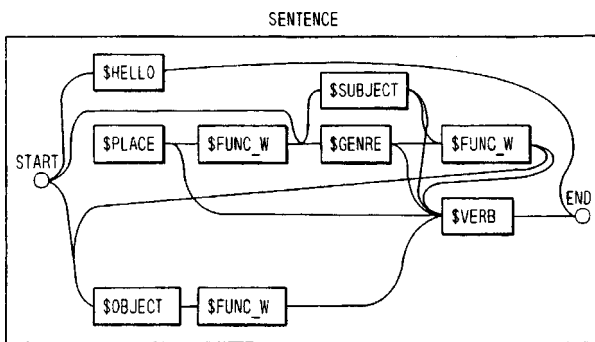 SENTENCE
$HELLO
$SUBJECT
$PLACE
$FUNC_W
$GENRE
$FUNC_W
START
END
$VERB
$OBJECT
$FUNC_W